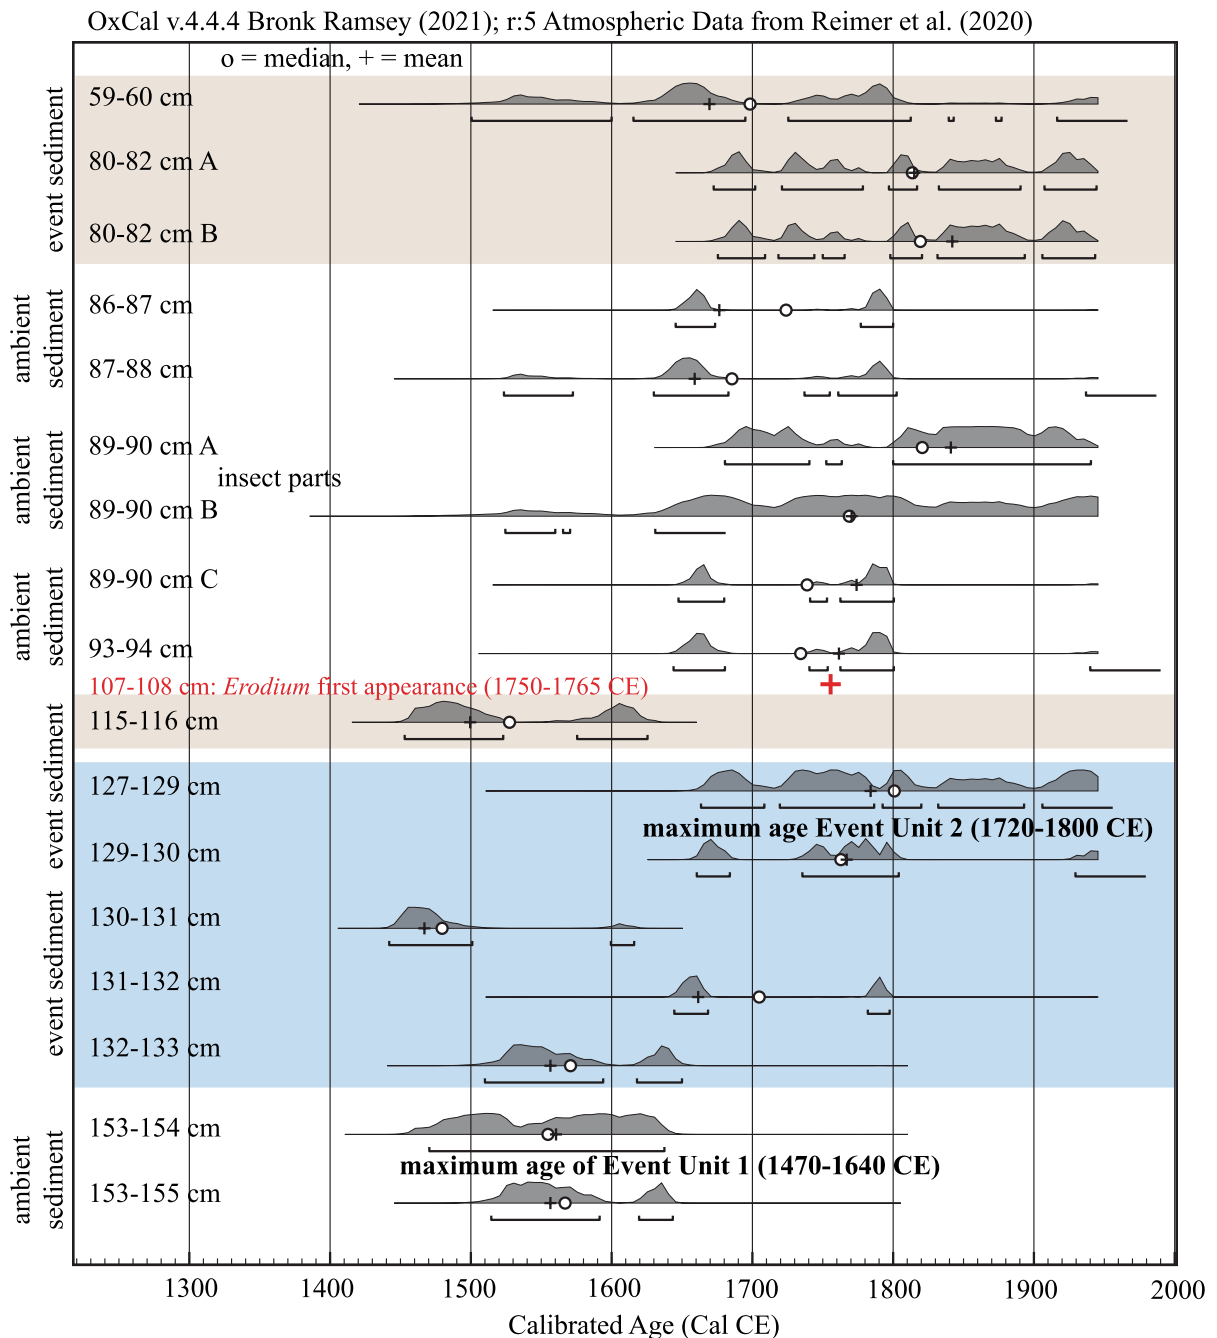 OxCal v.4.4.4 Bronk Ramsey (2021); r:5 Atmospheric Data from Reimer et al. (2020)
o = median, + = mean
event sediment
59-60 cm
80-82 cm A
80-82 cm B
ambient
sediment
86-87 cm
87-88 cm
ambient
sediment
89-90 cm A
insect parts
89-90 cm B
ambient
sediment
89-90 cm C
93-94 cm
107-108 cm: Erodium first appearance (1750-1765 CE)
event sediment
115-116 cm
127-129 cm
maximum age Event Unit 2 (1720-1800 CE)
129-130 cm
event sediment
130-131 cm
131-132 cm
132-133 cm
ambient
sediment
153-154 cm
maximum age of Event Unit 1 (1470-1640 CE)
153-155 cm
1300 1400 1500 1600 1700 1800 1900 2000
Calibrated Age (Cal CE)